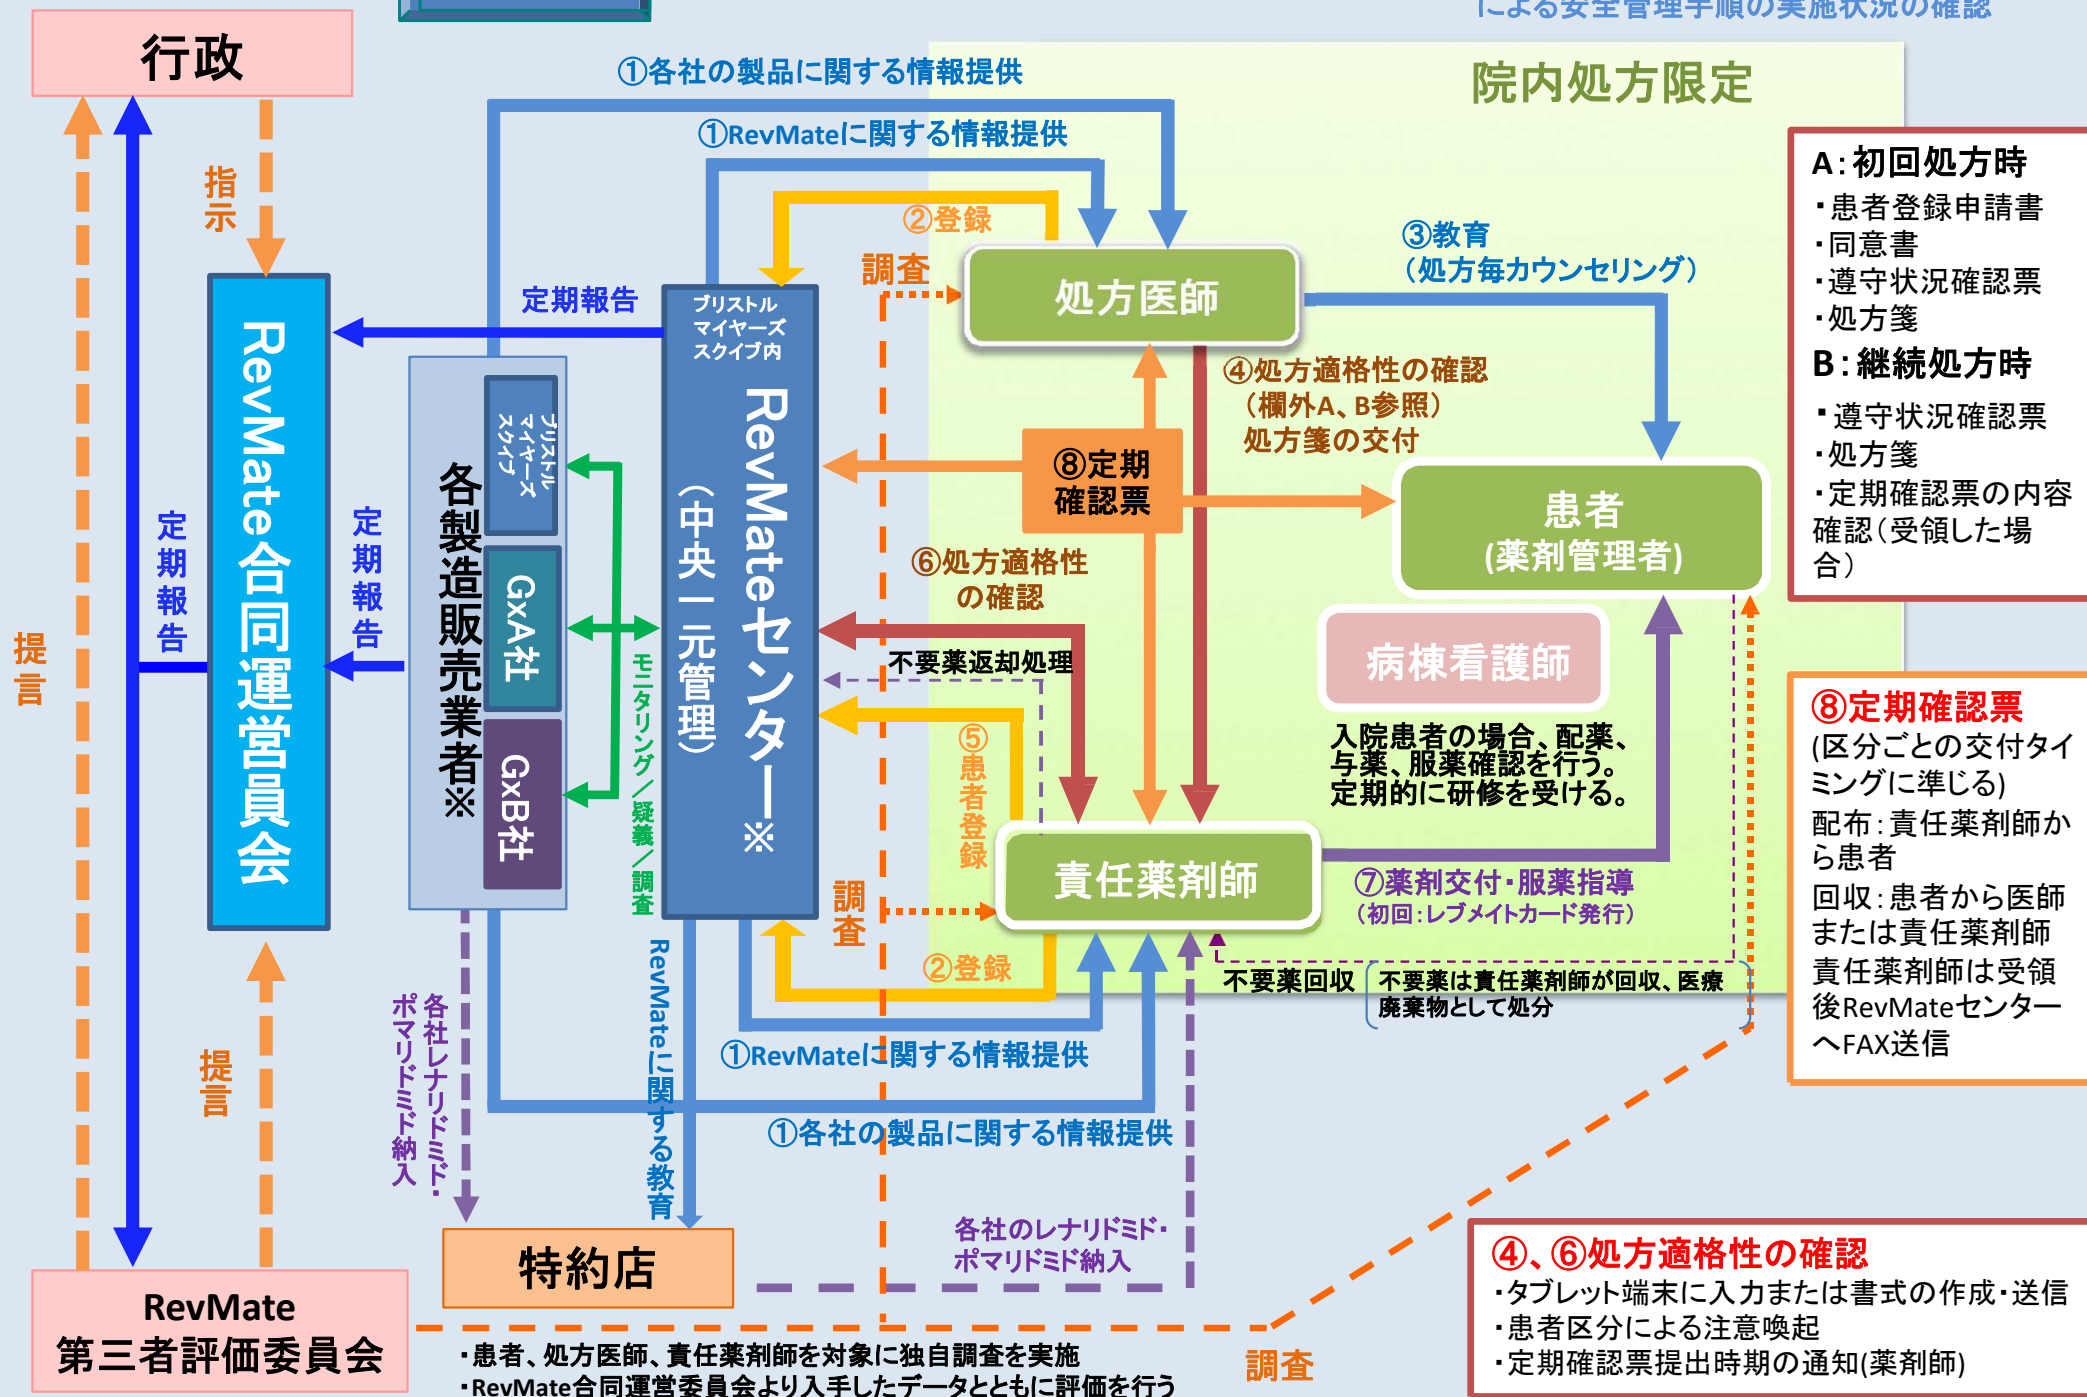 による安全管理手順の実施状況の確認
行政
①各社の製品に関する情報提供
院内処方限定
①RevMateに関する情報提供
指示
②登録
調査
③教育
（処方毎カウンセリング）
処方医師
A：初回処方時
・患者登録申請書
・同意書
・遵守状況確認票
・処方箋
B：継続処方時
・遵守状況確認票
・処方箋
・定期確認票の内容
確認（受領した場
合）
定期報告
ブリストル
マイヤーズ
スクイブ内
RevMateセンター※
（中央一元管理）
RevMate合同運営員会
各製造販売業者※
ブリストル
マイヤーズ
スクイブ
GxA社
GxB社
④処方適格性の確認
（欄外A、B参照）
処方箋の交付
⑧定期
確認票
患者
(薬剤管理者)
定期報告
定期報告
提言
モニタリング／疑義／調査
⑥処方適格性
の確認
不要薬返却処理
病棟看護師
入院患者の場合、配薬、
与薬、服薬確認を行う。
定期的に研修を受ける。
⑤患者登録
責任薬剤師
⑦薬剤交付・服薬指導
（初回：レブメイトカード発行）
調査
②登録
不要薬回収
不要薬は責任薬剤師が回収、医療
廃棄物として処分
⑧定期確認票
(区分ごとの交付タイ
ミングに準じる)
配布：責任薬剤師か
ら患者
回収：患者から医師
または責任薬剤師
責任薬剤師は受領
後RevMateセンター
へFAX送信
提言
各社レナリドミド・
ポマリドミド納入
RevMateに関する教育
①RevMateに関する情報提供
①各社の製品に関する情報提供
特約店
各社のレナリドミド・
ポマリドミド納入
RevMate
第三者評価委員会
・患者、処方医師、責任薬剤師を対象に独自調査を実施
・RevMate合同運営委員会より入手したデータとともに評価を行う
調査
④、⑥処方適格性の確認
・タブレット端末に入力または書式の作成・送信
・患者区分による注意喚起
・定期確認票提出時期の通知(薬剤師)